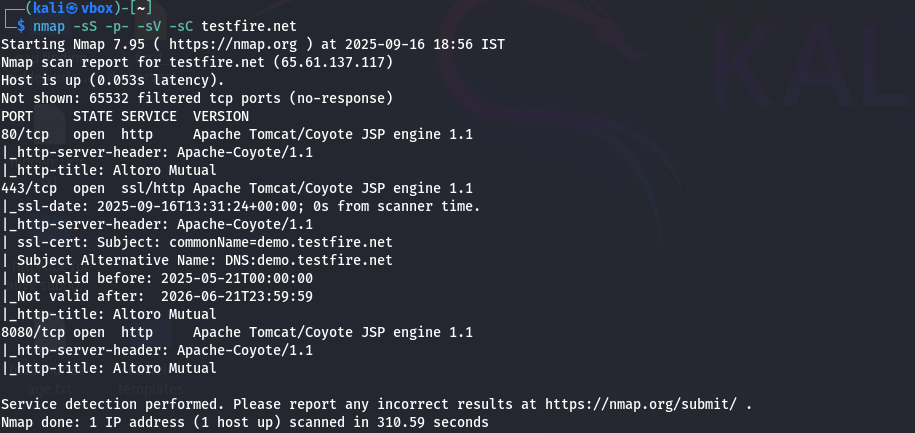 ┌──(kali㉿vbox)-[~]
└─$ nmap -sS -p- -sV -sC testfire.net
Starting Nmap 7.95 ( https://nmap.org ) at 2025-09-16 18:56 IST
Nmap scan report for testfire.net (65.61.137.117)
Host is up (0.053s latency).
Not shown: 65532 filtered tcp ports (no-response)
PORT     STATE SERVICE  VERSION
80/tcp   open  http     Apache Tomcat/Coyote JSP engine 1.1
|_http-server-header: Apache-Coyote/1.1
|_http-title: Altoro Mutual
443/tcp  open  ssl/http Apache Tomcat/Coyote JSP engine 1.1
|_ssl-date: 2025-09-16T13:31:24+00:00; 0s from scanner time.
|_http-server-header: Apache-Coyote/1.1
| ssl-cert: Subject: commonName=demo.testfire.net
| Subject Alternative Name: DNS:demo.testfire.net
| Not valid before: 2025-05-21T00:00:00
|_Not valid after:  2026-06-21T23:59:59
|_http-title: Altoro Mutual
8080/tcp open  http     Apache Tomcat/Coyote JSP engine 1.1
|_http-server-header: Apache-Coyote/1.1
|_http-title: Altoro Mutual
age.txt templates
Service detection performed. Please report any incorrect results at https://nmap.org/submit/ .
Nmap done: 1 IP address (1 host up) scanned in 310.59 seconds
KAL